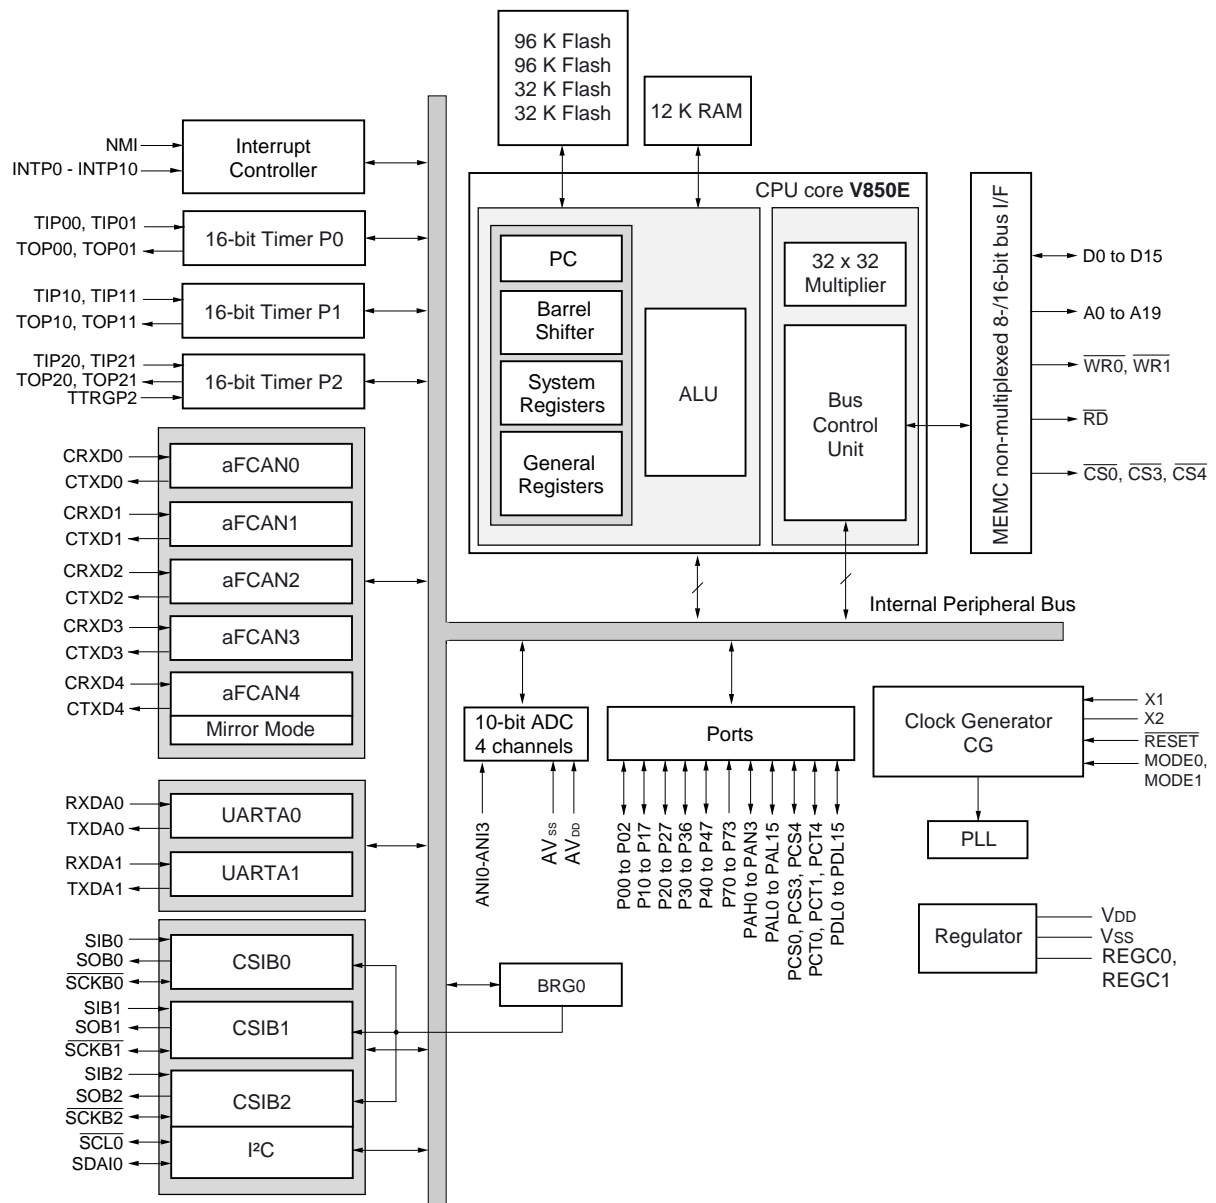 96 K Flash
96 K Flash
32 K Flash
32 K Flash
12 K RAM
NMI
INTP0 - INTP10
Interrupt
Controller
TIP00, TIP01
TOP00, TOP01
16-bit Timer P0
TIP10, TIP11
TOP10, TOP11
16-bit Timer P1
TIP20, TIP21
TOP20, TOP21
TTRGP2
16-bit Timer P2
CPU core V850E
PC
Barrel
Shifter
System
Registers
General
Registers
ALU
32 x 32
Multiplier
Bus
Control
Unit
MEMC non-multiplexed 8-/16-bit bus I/F
D0 to D15
A0 to A19
WR0, WR1
RD
CS0, CS3, CS4
CRXD0
CTXD0
aFCAN0
CRXD1
CTXD1
aFCAN1
CRXD2
CTXD2
aFCAN2
CRXD3
CTXD3
aFCAN3
CRXD4
CTXD4
aFCAN4
Mirror Mode
Internal Peripheral Bus
10-bit ADC
4 channels
ANI0-ANI3
AVSS
AVDD
Ports
P00 to P02
P10 to P17
P20 to P27
P30 to P36
P40 to P47
P70 to P73
PAH0 to PAN3
PAL0 to PAL15
PCS0, PCS3, PCS4
PCT0, PCT1, PCT4
PDL0 to PDL15
Clock Generator
CG
X1
X2
RESET
MODE0,
MODE1
PLL
Regulator
VDD
VSS
REGC0,
REGC1
RXDA0
TXDA0
UARTA0
RXDA1
TXDA1
UARTA1
SIB0
SOB0
SCKB0
CSIB0
SIB1
SOB1
SCKB1
CSIB1
SIB2
SOB2
SCKB2
CSIB2
SCL0
SDAI0
I²C
BRG0